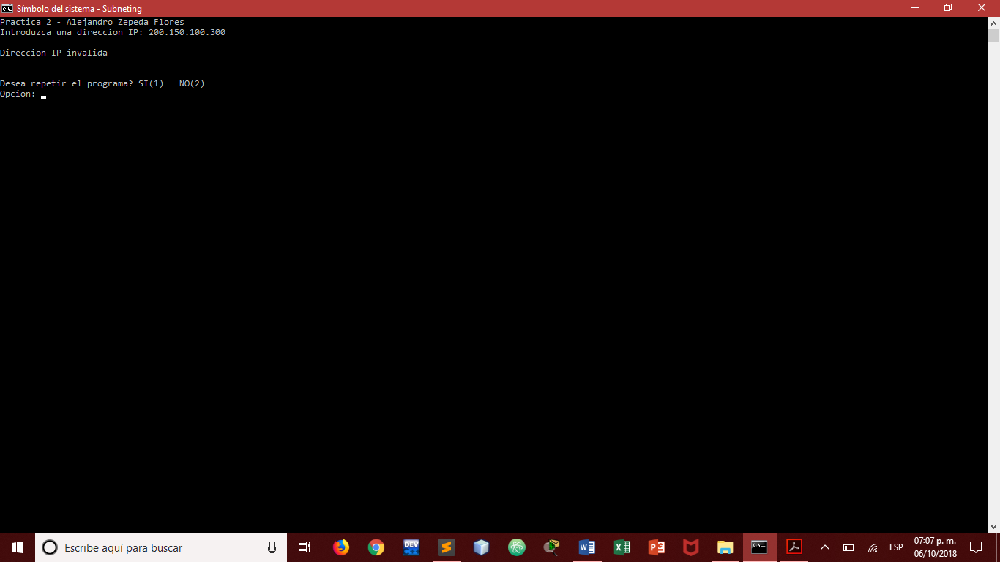 Símbolo del sistema - Subneting
Practica 2 - Alejandro Zepeda Flores
Introduzca una direccion IP: 200.150.100.300
Direccion IP invalida
Desea repetir el programa? SI(1)   NO(2)
Opcion:
Escribe aquí para buscar
DEV
ESP
07:07 p. m.
06/10/2018